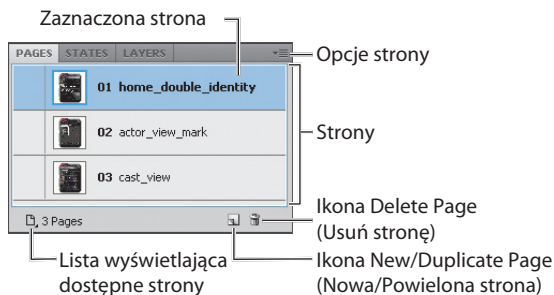 Zaznaczona strona
PAGES STATES LAYERS
Opcje strony
01 home_double_identity
02 actor_view_mark
Strony
03 cast_view
3 Pages
Ikona Delete Page
(Usuń stronę)
Lista wyświetlająca
dostępne strony
Ikona New/Duplicate Page
(Nowa/Powielona strona)